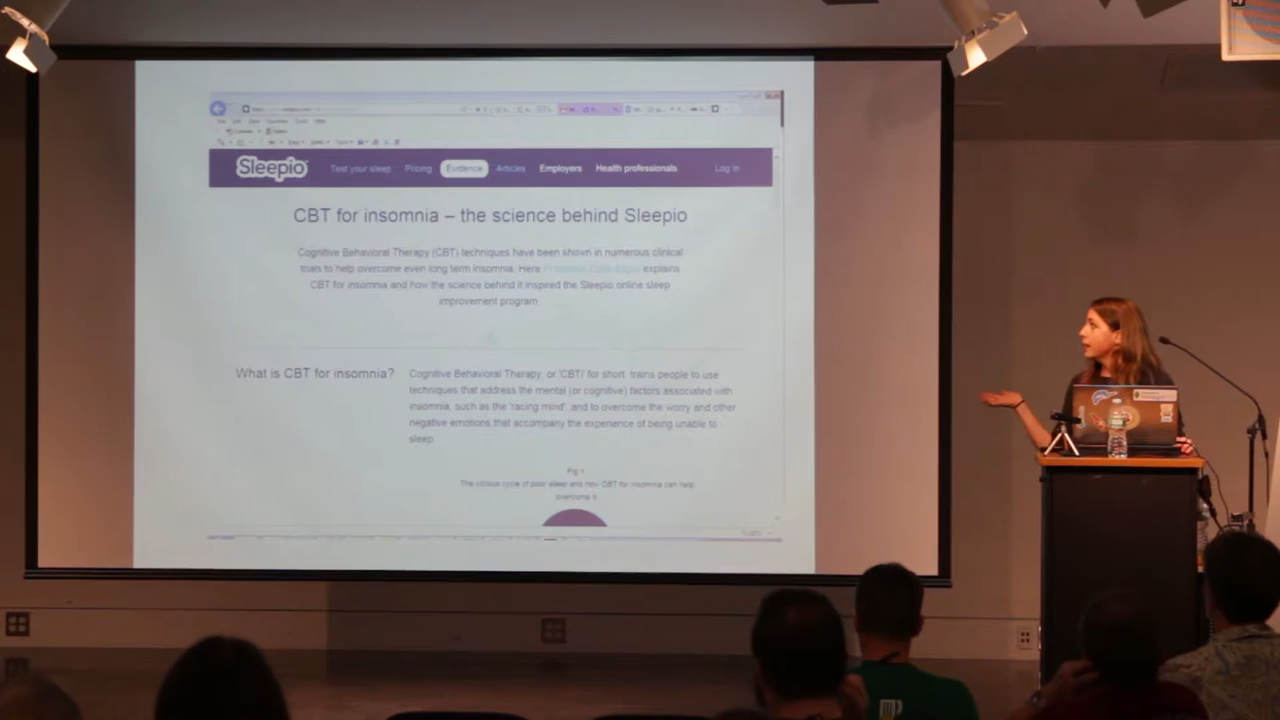 Sleepio
Test your sleep Pricing Evidence Articles Employers Health professionals Log in
CBT for insomnia – the science behind Sleepio
Cognitive Behavioral Therapy (CBT) techniques have been shown in numerous clinical
trials to help overcome even long term insomnia. Here explains
CBT for insomnia and how the science behind it inspired the Sleepio online sleep
improvement program.
What is CBT for insomnia?
Cognitive Behavioral Therapy, or 'CBT' for short, trains people to use
techniques that address the mental (or cognitive) factors associated with
insomnia, such as the 'racing mind', and to overcome the worry and other
negative emotions that accompany the experience of being unable to
sleep.
Fig 1
The vicious cycle of poor sleep and how CBT for insomnia can help
overcome it